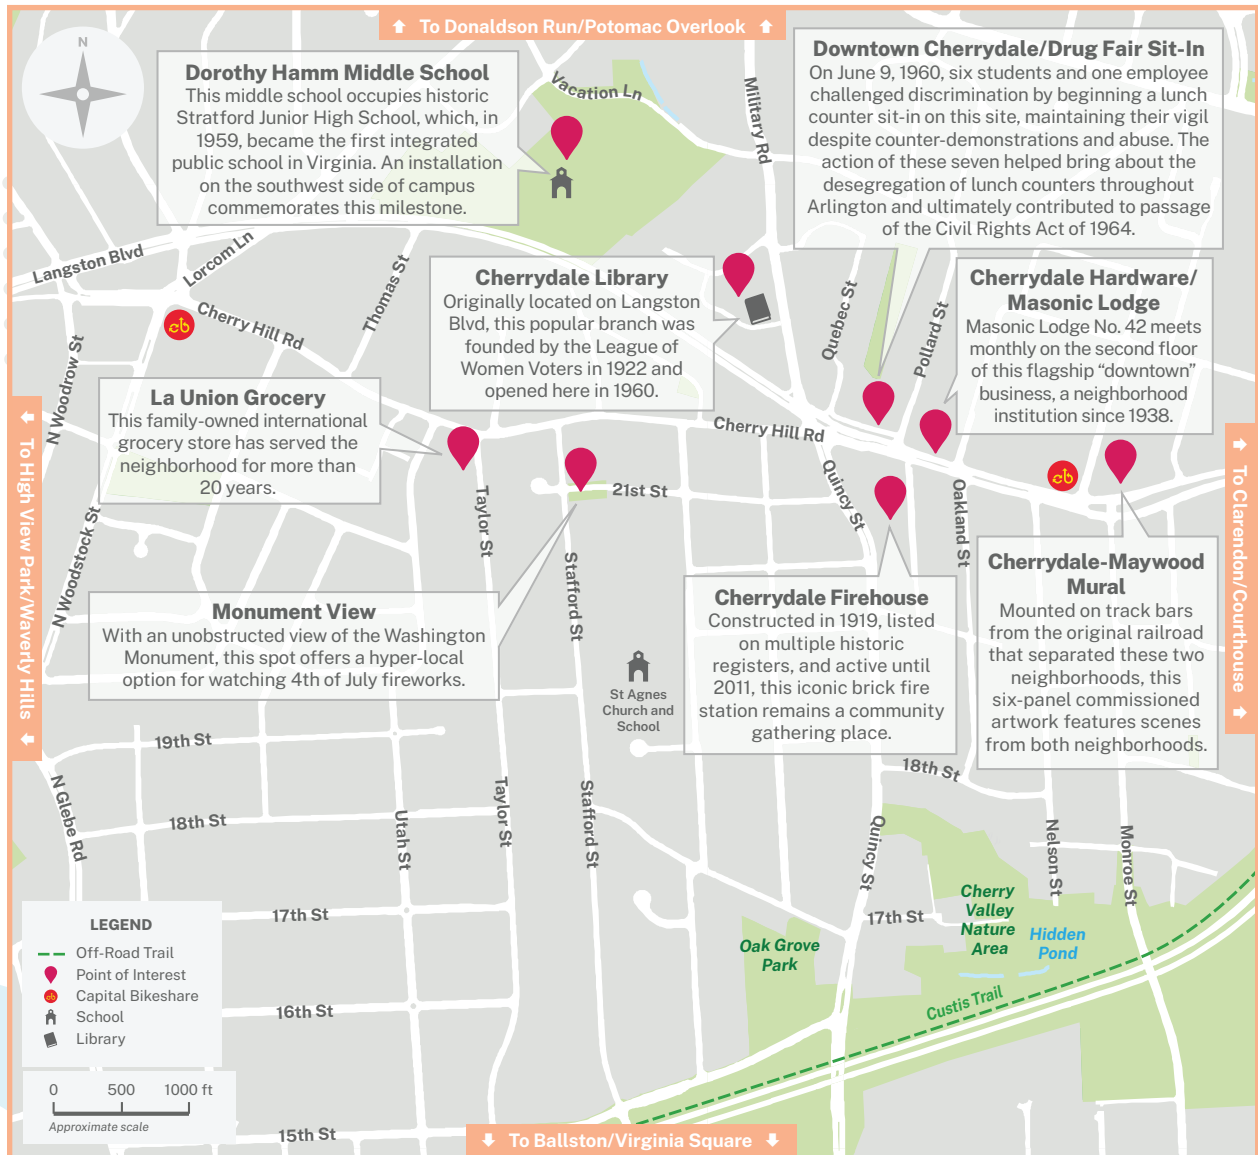 To Donaldson Run/Potomac Overlook
N
Dorothy Hamm Middle School
This middle school occupies historic
Stratford Junior High School, which, in
1959, became the first integrated
public school in Virginia. An installation
on the southwest side of campus
commemorates this milestone.
Vacation Ln
Military Rd
Downtown Cherrydale/Drug Fair Sit-In
On June 9, 1960, six students and one employee
challenged discrimination by beginning a lunch
counter sit-in on this site, maintaining their vigil
despite counter-demonstrations and abuse. The
action of these seven helped bring about the
desegregation of lunch counters throughout
Arlington and ultimately contributed to passage
of the Civil Rights Act of 1964.
Langston Blvd
Lorcom Ln
Cherry Hill Rd
Thomas St
Cherrydale Library
Originally located on Langston
Blvd, this popular branch was
founded by the League of
Women Voters in 1922 and
opened here in 1960.
Quebec St
Pollard St
Cherrydale Hardware/
Masonic Lodge
Masonic Lodge No. 42 meets
monthly on the second floor
of this flagship “downtown”
business, a neighborhood
institution since 1938.
N Woodrow St
La Union Grocery
This family-owned international
grocery store has served the
neighborhood for more than
20 years.
Cherry Hill Rd
To High View Park/Waverly Hills
To Clarendon/Courthouse
N Woodstock St
Taylor St
21st St
Quincy St
Oakland St
Stafford St
Monument View
With an unobstructed view of the Washington
Monument, this spot offers a hyper-local
option for watching 4th of July fireworks.
Cherrydale Firehouse
Constructed in 1919, listed
on multiple historic
registers, and active until
2011, this iconic brick fire
station remains a community
gathering place.
Cherrydale-Maywood
Mural
Mounted on track bars
from the original railroad
that separated these two
neighborhoods, this
six-panel commissioned
artwork features scenes
from both neighborhoods.
St Agnes
Church and
School
19th St
18th St
N Glebe Rd
18th St
Utah St
Taylor St
Stafford St
Quincy St
Nelson St
Monroe St
17th St
17th St
Cherry
Valley
Nature
Area
Hidden
Pond
Oak Grove
Park
Custis Trail
16th St
15th St
LEGEND
Off-Road Trail
Point of Interest
Capital Bikeshare
School
Library
0 500 1000 ft
Approximate scale
To Ballston/Virginia Square